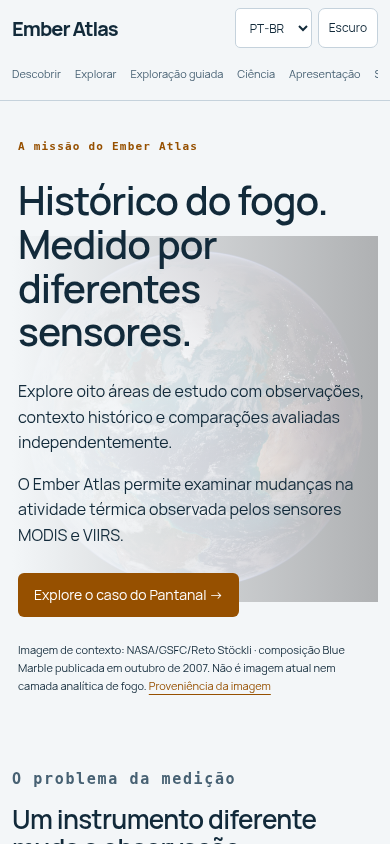 Ember Atlas
PT-BR
Escuro
Descobrir Explorar Exploração guiada Ciência Apresentação
A missão do Ember Atlas
Histórico do fogo.
Medido por
diferentes
sensores.
Explore oito áreas de estudo com observações,
contexto histórico e comparações avaliadas
independentemente.
O Ember Atlas permite examinar mudanças na
atividade térmica observada pelos sensores
MODIS e VIIRS.
Explore o caso do Pantanal →
Imagem de contexto: NASA/GSFC/Reto Stöckli · composição Blue
Marble publicada em outubro de 2007. Não é imagem atual nem
camada analítica de fogo. Proveniência da imagem
O problema da medição
Um instrumento diferente
muda a observação